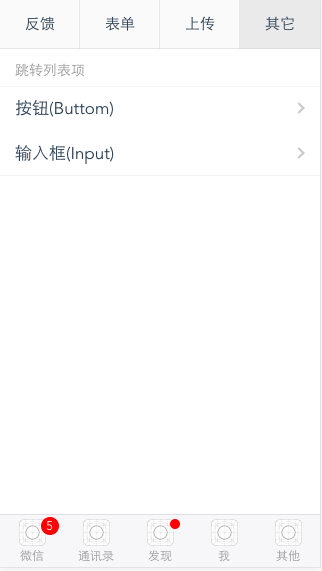 反馈 表单 上传 其它
跳转列表项
按钮(Buttom)
输入框(Input)
5
微信 通讯录 发现 我 其他